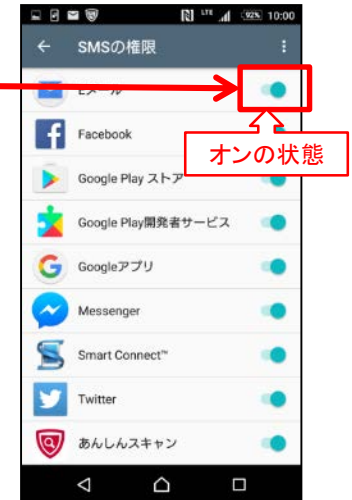 LTE 92% 10:00
SMSの権限
Eメール
Facebook
オンの状態
Google Play ストア
Google Play開発者サービス
Googleアプリ
Messenger
Smart Connect™
Twitter
あんしんスキャン